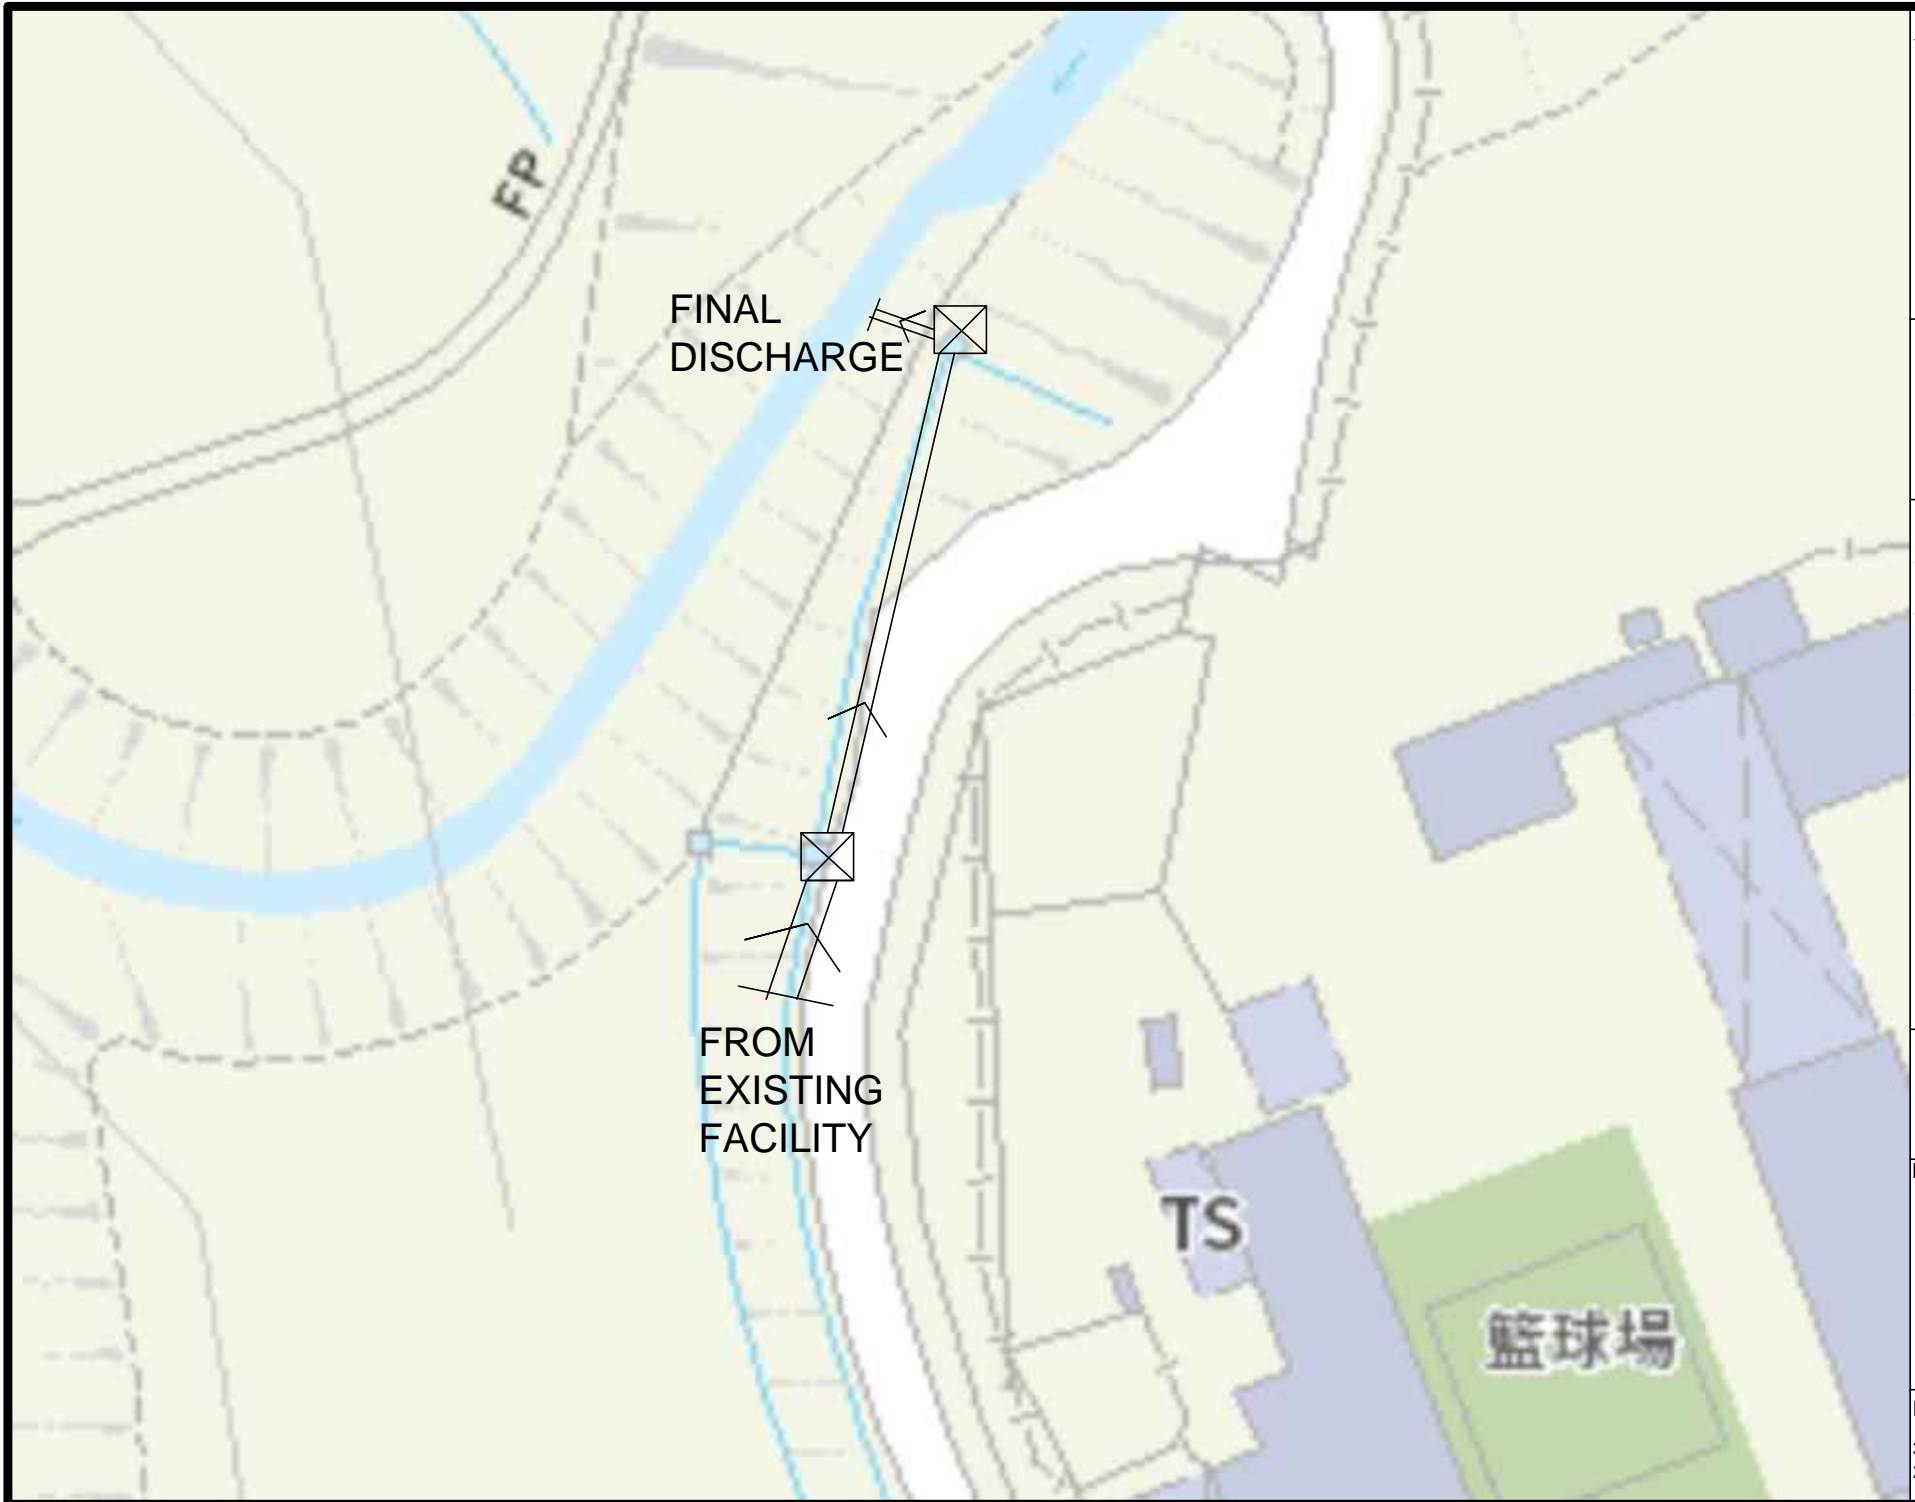 FP
FINAL
DISCHARGE
FROM
EXISTING
FACILITY
TS
籃球場